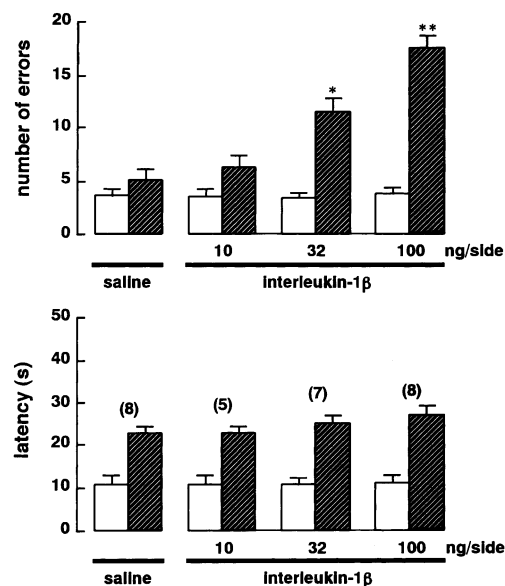 20
**
15
*
number of errors
10
5
0
10 32 100 ng/side
saline interleukin-1β
50
40
(8) (5) (7) (8)
30
latency (s)
20
10
0
10 32 100 ng/side
saline interleukin-1β